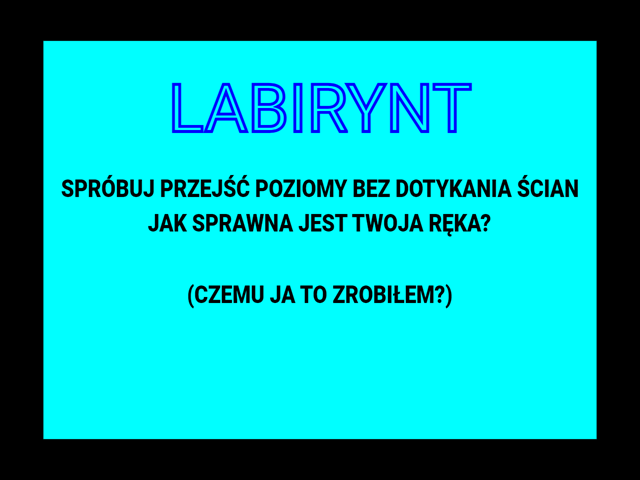 LABIRYNT
SPRÓBUJ PRZEJŚĆ POZIOMY BEZ DOTYKANIA ŚCIAN
JAK SPRAWNA JEST TWOJA RĘKA?
(CZEMU JA TO ZROBIŁEM?)